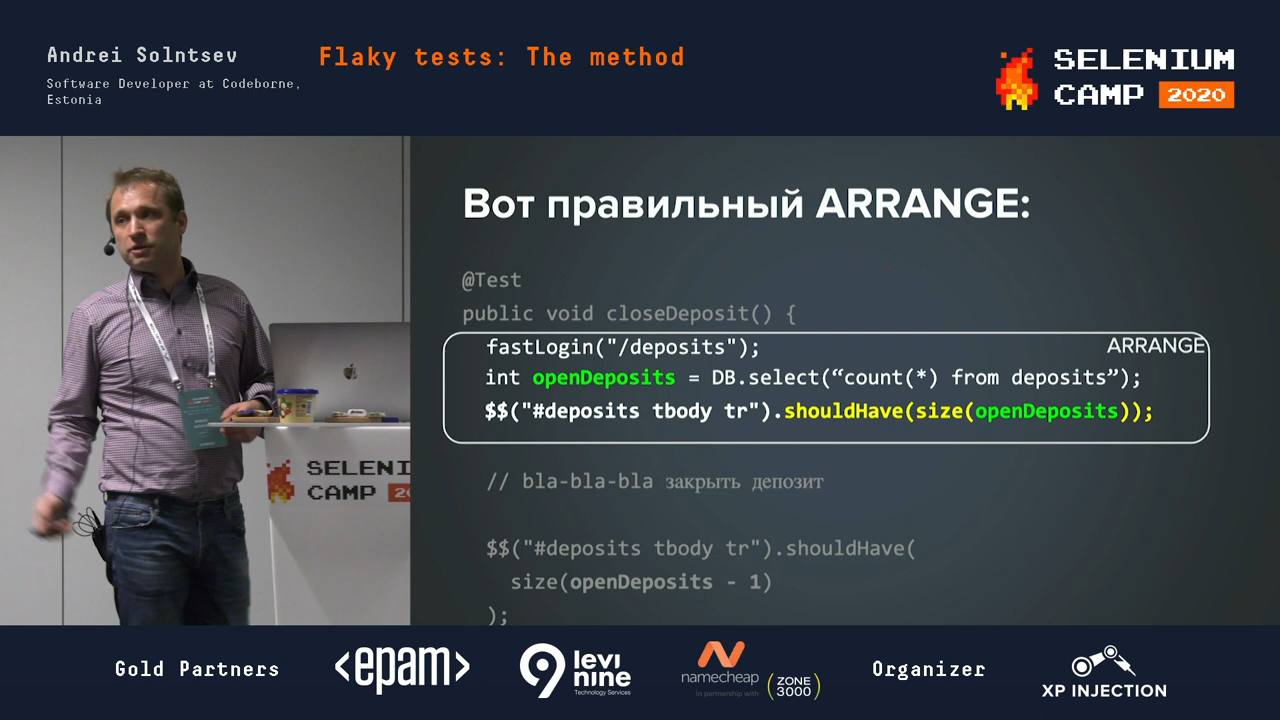 Andrei Solntsev
Software Developer at Codeborne,
Estonia
Flaky tests: The method
SELENIUM
CAMP 2020
Вот правильный ARRANGE:
@Test
public void closeDeposit() {
ARRANGE
fastLogin("/deposits");
int openDeposits = DB.select(“count(*) from deposits”);
$$("#deposits tbody tr").shouldHave(size(openDeposits));
// bla-bla-bla закрыть депозит
$$("#deposits tbody tr").shouldHave(
size(openDeposits - 1)
);
SELENI
CAMP 20
Gold Partners
<epam>
9 levi
nine
Technology Services
namecheap
in partnership with
ZONE
3000
Organizer
XP INJECTION